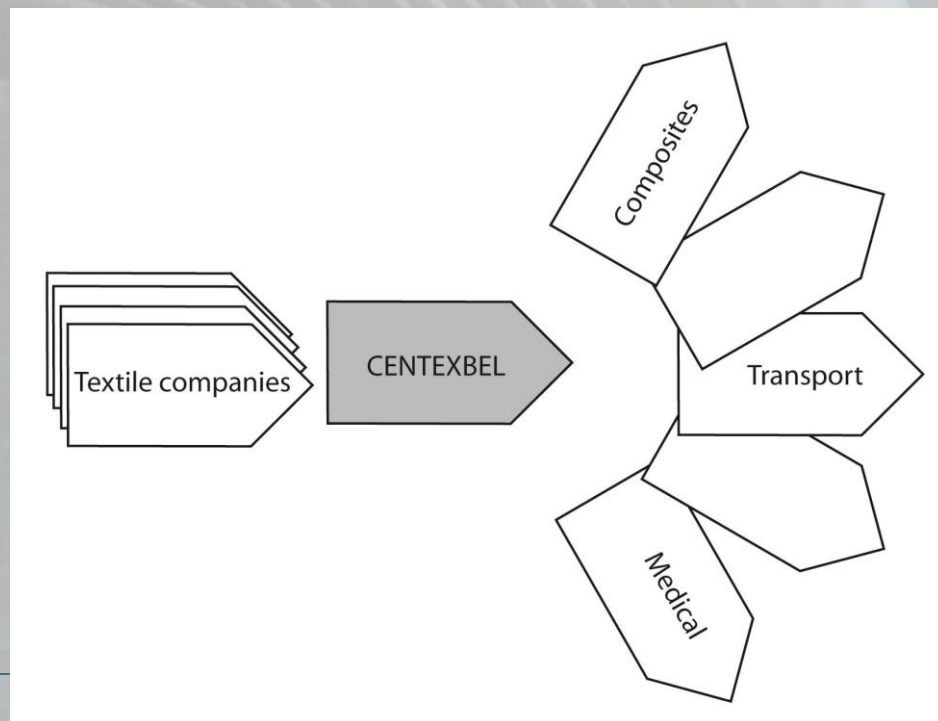 Textile companies
CENTEXBEL
Composites
Transport
Medical